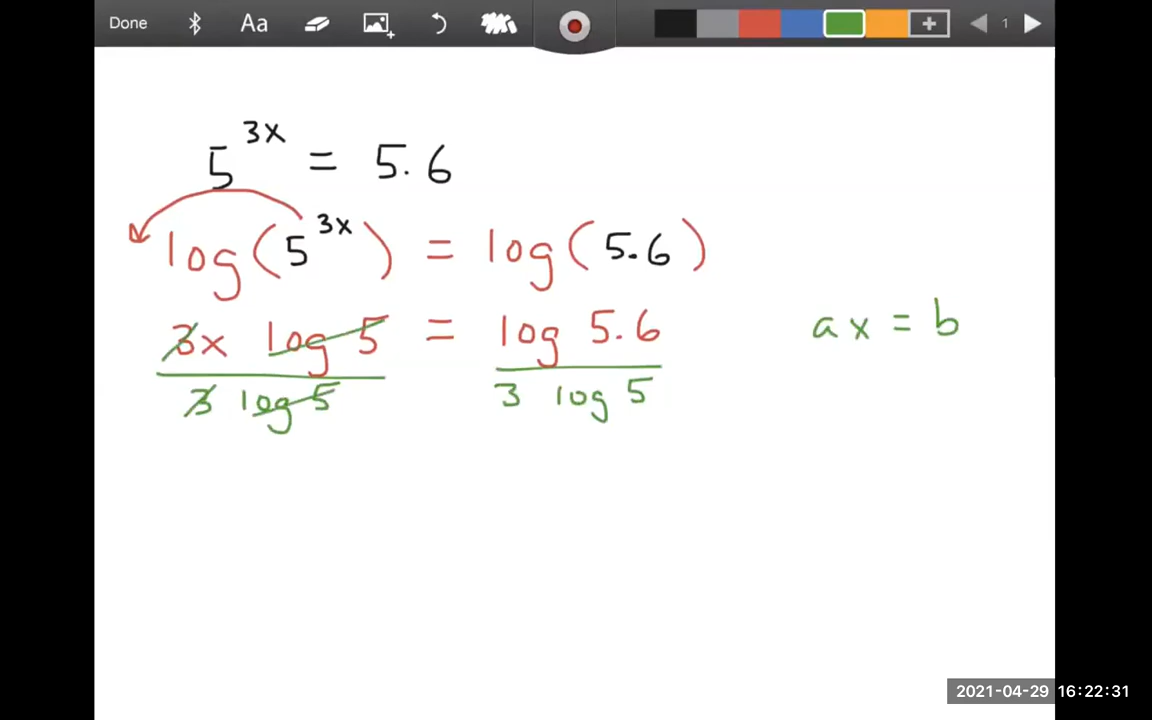 Done Aa + 1
5^{3x} = 5.6
log(5^{3x}) = log(5.6)
3x log 5 = log 5.6 ax = b
3 log 5 3 log 5
2021-04-29 16:22:31